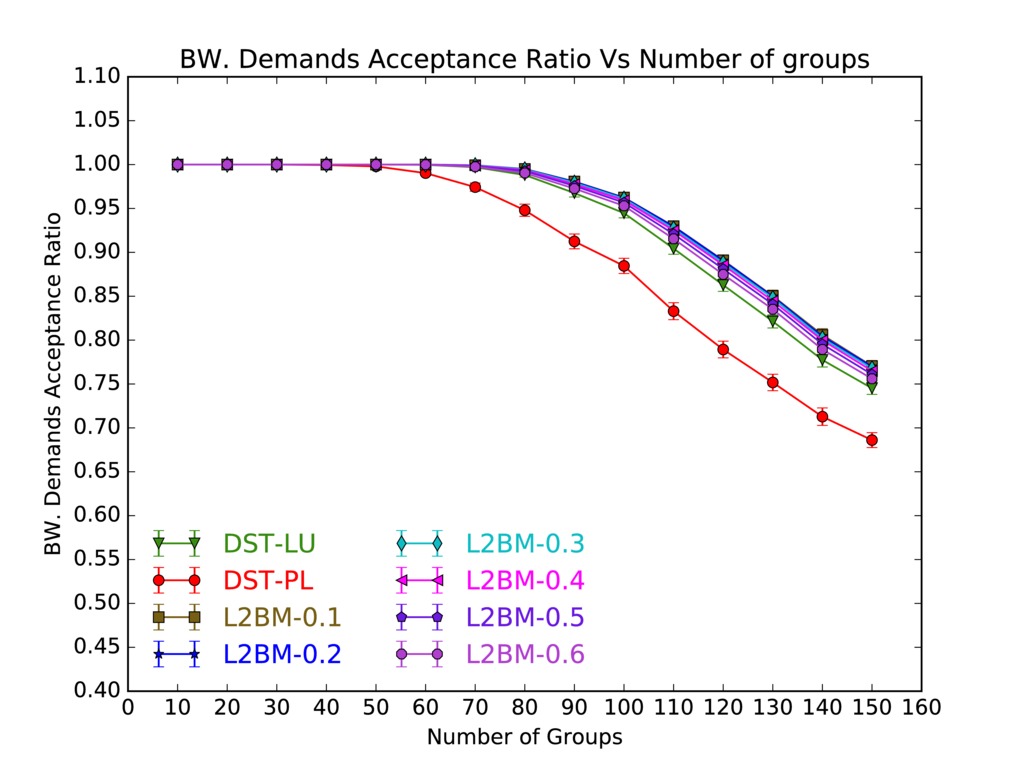 BW. Demands Acceptance Ratio Vs Number of groups
1.10
1.05
1.00
0.95
0.90
0.85
0.80
0.75
0.70
0.65
0.60
0.55
0.50
0.45
0.40
BW. Demands Acceptance Ratio
DST-LU
DST-PL
L2BM-0.1
L2BM-0.2
L2BM-0.3
L2BM-0.4
L2BM-0.5
L2BM-0.6
0 10 20 30 40 50 60 70 80 90 100 110 120 130 140 150 160
Number of Groups